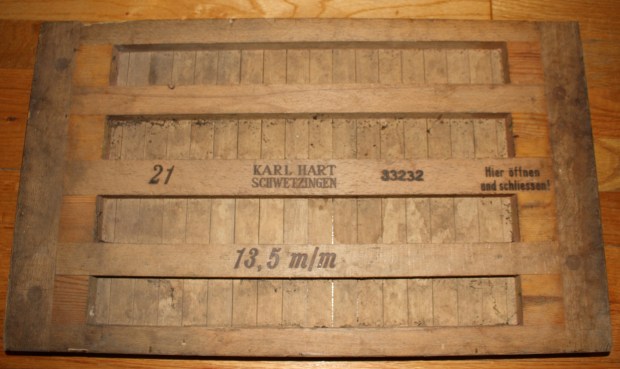 21
KARL HART
SCHWETZINGEN
33232
Hier öffnen
und schliessen!
13,5 m/m